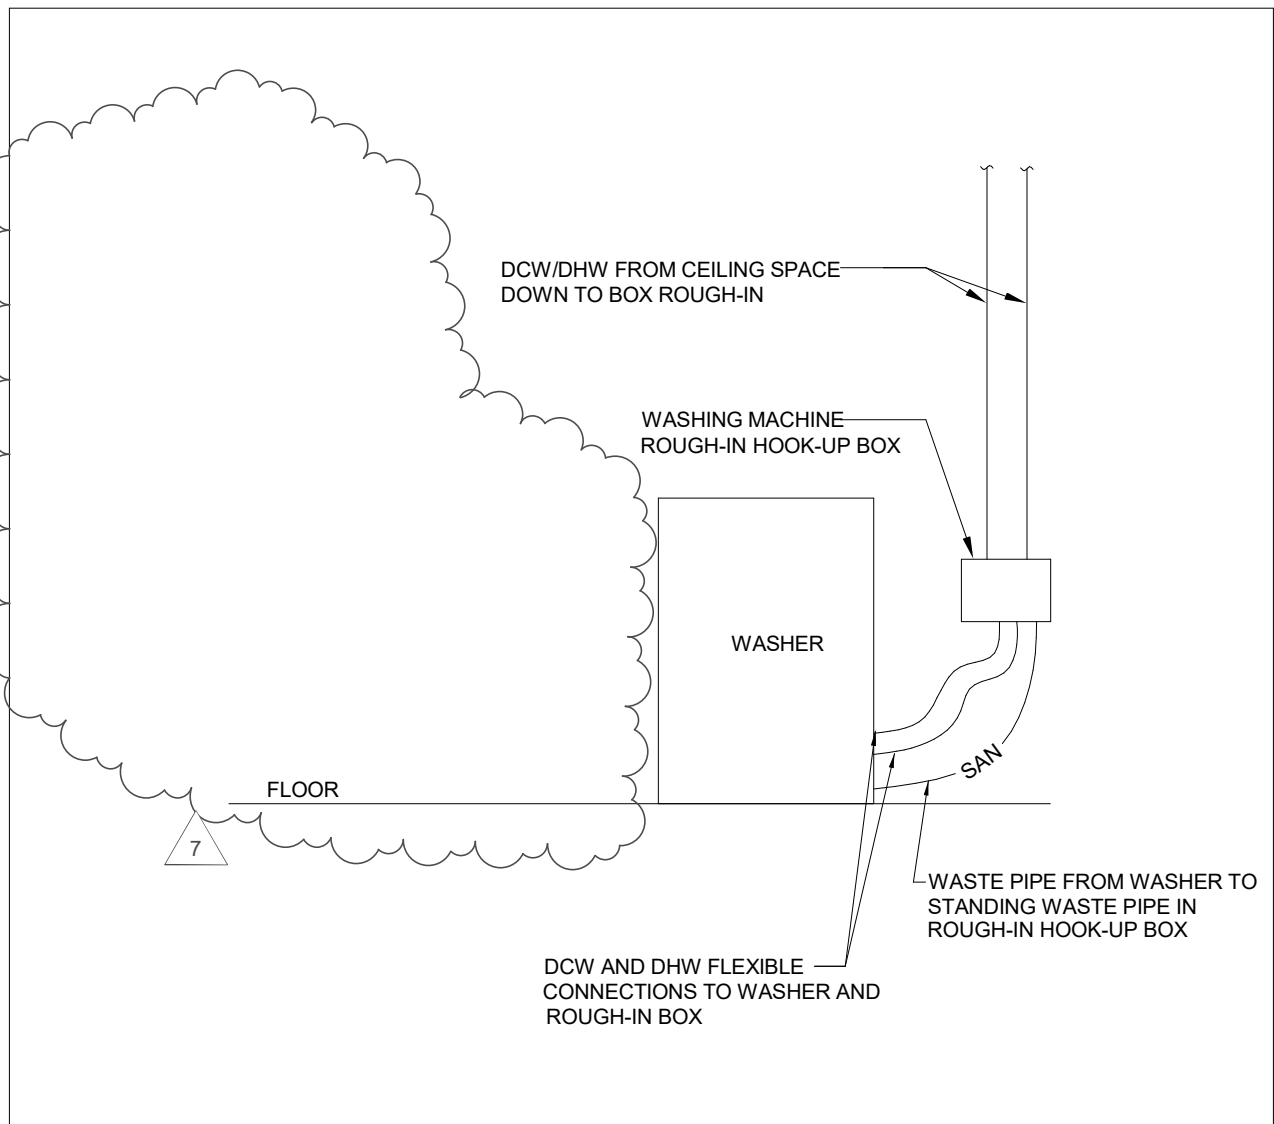 DCW/DHW FROM CEILING SPACE
DOWN TO BOX ROUGH-IN
WASHING MACHINE
ROUGH-IN HOOK-UP BOX
WASHER
SAN
FLOOR
7
WASTE PIPE FROM WASHER TO
STANDING WASTE PIPE IN
ROUGH-IN HOOK-UP BOX
DCW AND DHW FLEXIBLE
CONNECTIONS TO WASHER AND
ROUGH-IN BOX